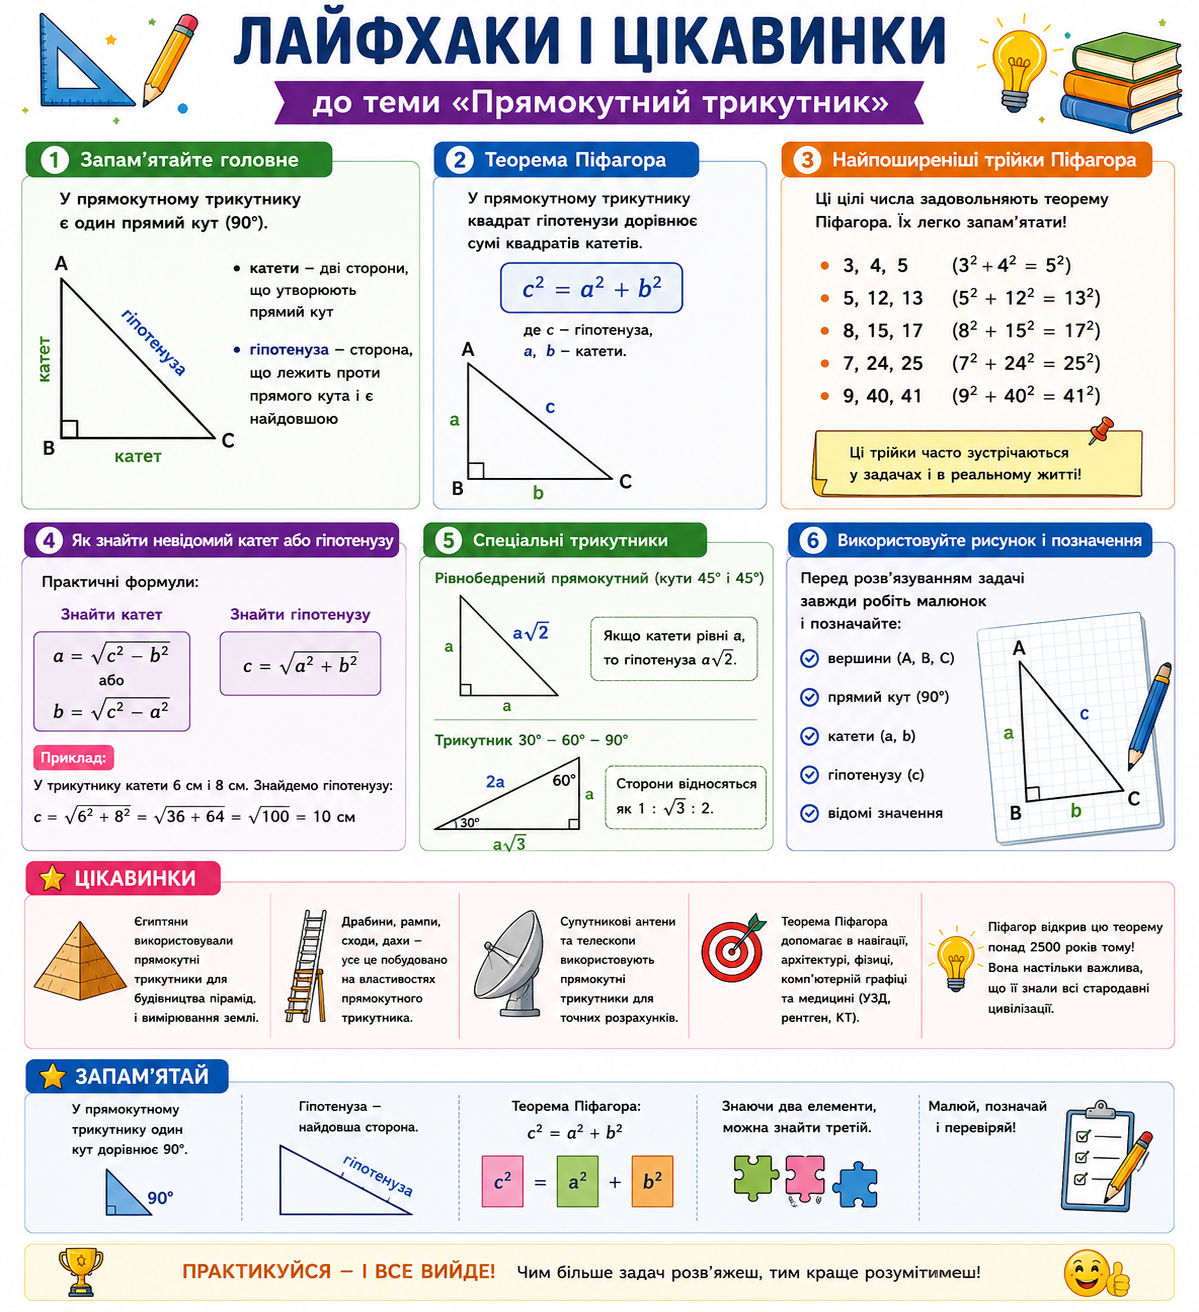 ЛАЙФХАКИ І ЦІКАВИНКИ
до теми «Прямокутний трикутник»
1 Запам'ятайте головне
У прямокутному трикутнику
є один прямий кут (90°).
A
катет
гіпотенуза
B
C
катет
• катети – дві сторони,
що утворюють
прямий кут
• гіпотенуза – сторона,
що лежить проти
прямого кута і є
найдовшою
2 Теорема Піфагора
У прямокутному трикутнику
квадрат гіпотенузи дорівнює
сумі квадратів катетів.
c² = a² + b²
де c – гіпотенуза,
a, b – катети.
A
a
c
B
C
b
3 Найпоширеніші трійки Піфагора
Ці цілі числа задовольняють теорему
Піфагора. Їх легко запам'ятати!
• 3, 4, 5 (3² + 4² = 5²)
• 5, 12, 13 (5² + 12² = 13²)
• 8, 15, 17 (8² + 15² = 17²)
• 7, 24, 25 (7² + 24² = 25²)
• 9, 40, 41 (9² + 40² = 41²)
Ці трійки часто зустрічаються
у задачах і в реальному житті!
4 Як знайти невідомий катет або гіпотенузу
Практичні формули:
Знайти катет
a = √(c² – b²)
або
b = √(c² – a²)
Знайти гіпотенузу
c = √(a² + b²)
Приклад:
У трикутнику катети 6 см і 8 см. Знайдемо гіпотенузу:
c = √(6² + 8²) = √(36 + 64) = √100 = 10 см
5 Спеціальні трикутники
Рівнобедрений прямокутний (кути 45° і 45°)
a
a√2
a
Якщо катети рівні a,
то гіпотенуза a√2.
Трикутник 30° – 60° – 90°
2a
60°
a
30°
a√3
Сторони відносяться
як 1 : √3 : 2.
6 Використовуйте рисунок і позначення
Перед розв'язуванням задачі
завжди робіть малюнок
і позначайте:
вершини (A, B, C)
прямий кут (90°)
катети (a, b)
гіпотенузу (c)
відомі значення
A
a
c
B
C
b
ЦІКАВИНКИ
Єгиптяни
використовували
прямокутні
трикутники для
будівництва пірамід.
і вимірювання землі.
Драбини, рампи,
сходи, дахи –
усе це побудовано
на властивостях
прямокутного
трикутника.
Супутникові антени
та телескопи
використовують
прямокутні
трикутники для
точних розрахунків.
Теорема Піфагора
допомагає в навігації,
архітектурі, фізиці,
комп'ютерній графіці
та медицині (УЗД,
рентген, КТ).
Піфагор відкрив цю теорему
понад 2500 років тому!
Вона настільки важлива,
що її знали всі стародавні
цивілізації.
ЗАПАМ'ЯТАЙ
У прямокутному
трикутнику один
кут дорівнює 90°.
90°
Гіпотенуза –
найдовша сторона.
гіпотенуза
Теорема Піфагора:
c² = a² + b²
c² = a² + b²
Знаючи два елементи,
можна знайти третій.
Малюй, позначай
і перевіряй!
ПРАКТИКУЙСЯ – І ВСЕ ВИЙДЕ! Чим більше задач розв'яжеш, тим краще розумітимеш!